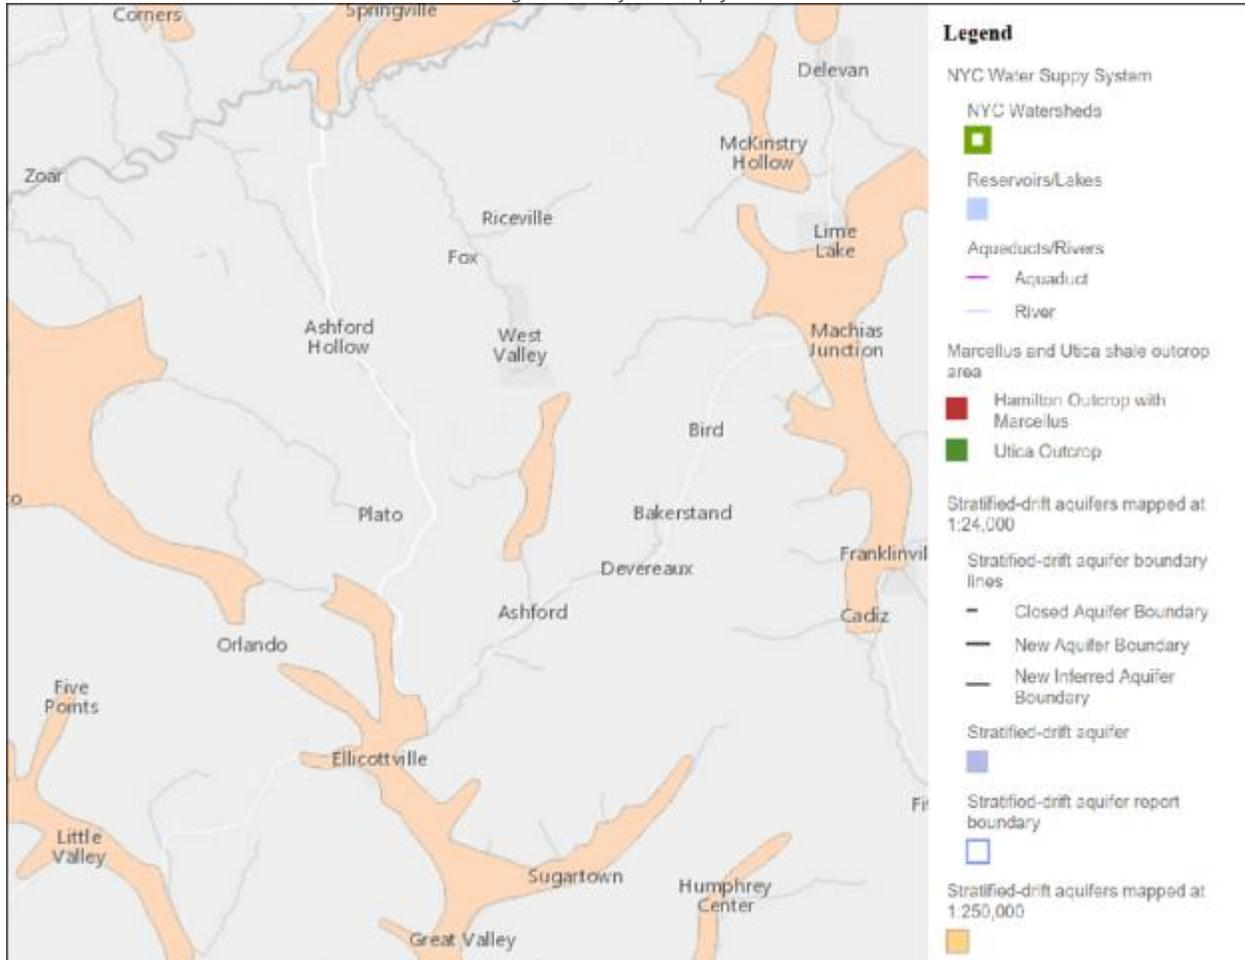 Corners
Springville
Delevan
McKinstry
Hollow
Zoar
Riceville
Lime
Lake
Fox
Ashford
Hollow
West
Valley
Machias
Junction
Bird
Plato
Bakerstand
Franklinvil
Devereaux
Ashford
Cadiz
Orlando
Five
Points
Ellicottville
Fi
Little
Valley
Sugartown
Humphrey
Center
Great Valley
Legend
NYC Water Suppy System
NYC Watersheds
Reservoirs/Lakes
Aqueducts/Rivers
Aquaduct
River
Marcellus and Utica shale outcrop
area
Hamilton Outcrop with
Marcellus
Utica Outcrop
Stratified-drift aquifers mapped at
1:24,000
Stratified-drift aquifer boundary
lines
Closed Aquifer Boundary
New Aquifer Boundary
New Inferred Aquifer
Boundary
Stratified-drift aquifer
Stratified-drift aquifer report
boundary
Stratified-drift aquifers mapped at
1:250,000